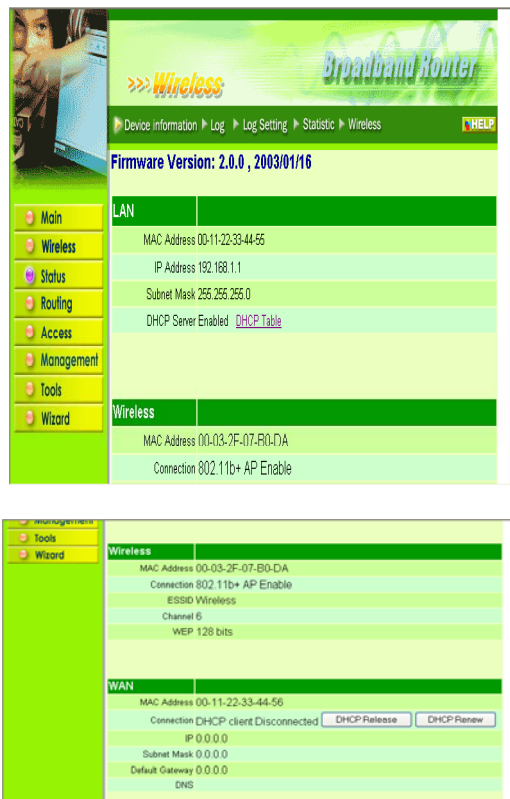 >>> Wireless
Broadband Router
Device information Log Log Setting Statistic Wireless HELP
Firmware Version: 2.0.0 , 2003/01/16
Main
Wireless
Status
Routing
Access
Management
Tools
Wizard
LAN
MAC Address 00-11-22-33-44-55
IP Address 192.168.1.1
Subnet Mask 255.255.255.0
DHCP Server Enabled DHCP Table
Wireless
MAC Address 00-03-2F-07-B0-DA
Connection 802.11b+ AP Enable
Management
Tools
Wizard
Wireless
MAC Address 00-03-2F-07-B0-DA
Connection 802.11b+ AP Enable
ESSID Wireless
Channel 6
WEP 128 bits
WAN
MAC Address 00-11-22-33-44-56
Connection DHCP client Disconnected DHCP Release DHCP Renew
IP 0.0.0.0
Subnet Mask 0.0.0.0
Default Gateway 0.0.0.0
DNS